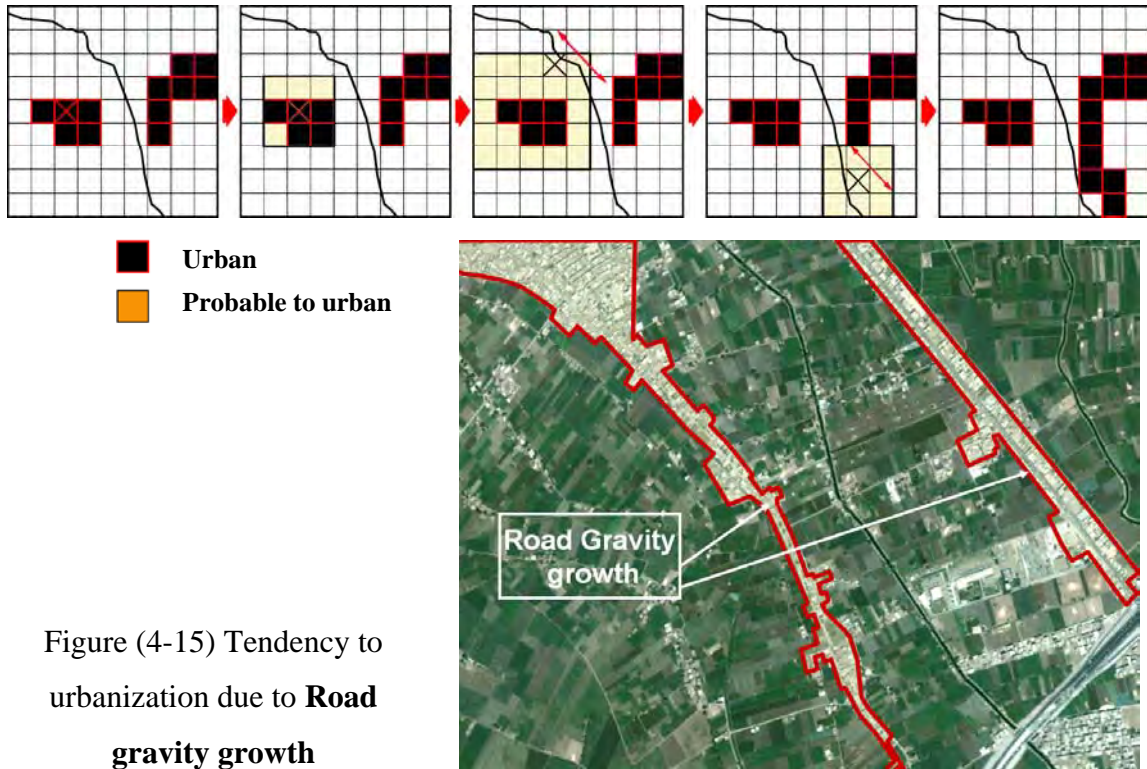 Urban
Probable to urban
Road Gravity
growth
Figure (4-15) Tendency to
urbanization due to Road
gravity growth